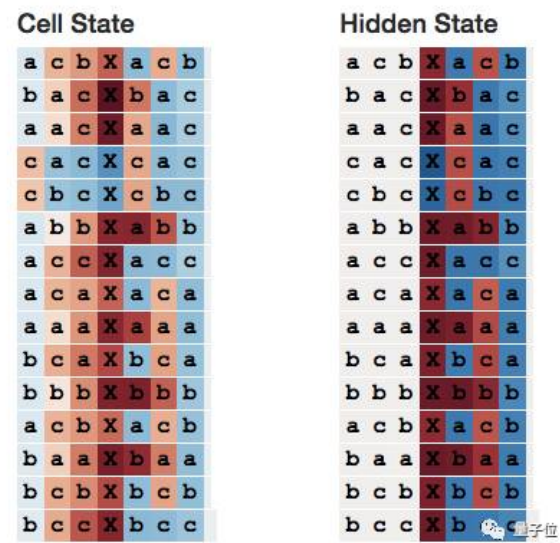 Cell State Hidden State
a c b X a c b a c b X a c b
b a c X b a c b a c X b a c
a a c X a a c a a c X a a c
c a c X c a c c a c X c a c
c b c X c b c c b c X c b c
a b b X a b b a b b X a b b
a c c X a c c a c c X a c c
a c a X a c a a c a X a c a
a a a X a a a a a a X a a a
b c a X b c a b c a X b c a
b b b X b b b b b b X b b b
a c b X a c b a c b X a c b
b a a X b a a b a a X b a a
b c b X b c b b c b X b c b
b c c X b c c b c c X b c
量子位